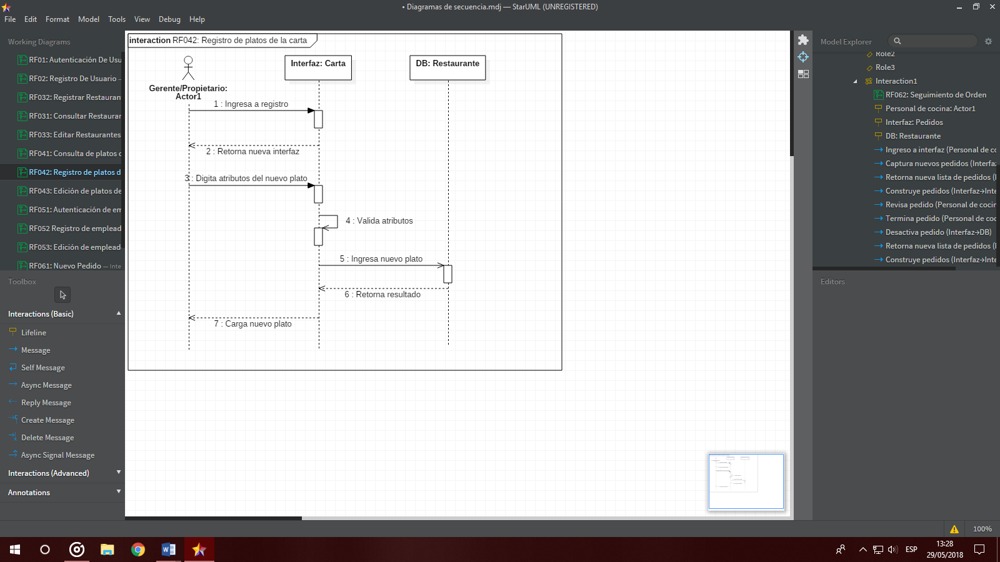 • Diagramas de secuencia.mdj — StarUML (UNREGISTERED)
File Edit Format Model Tools View Debug Help
Working Diagrams
RF01: Autenticación De Usu
RF02: Registro De Usuario —
RF032: Registrar Restauran
RF031: Consultar Restaurar
RF033: Editar Restaurantes
RF041: Consulta de platos c
RF042: Registro de platos d
RF043: Edición de platos de
RF051: Autenticación de em
RF052 Registro de emplead
RF053: Edición de emplead
RF061: Nuevo Pedido — Inte
Toolbox
Interactions (Basic)
Lifeline
Message
Self Message
Async Message
Reply Message
Create Message
Delete Message
Async Signal Message
Interactions (Advanced)
Annotations
interaction RF042: Registro de platos de la carta
Gerente/Propietario:
Actor1
Interfaz: Carta
DB: Restaurante
1 : Ingresa a registro
2 : Retorna nueva interfaz
3 : Digita atributos del nuevo plato
4 : Valida atributos
5 : Ingresa nuevo plato
6 : Retorna resultado
7 : Carga nuevo plato
Model Explorer
Role2
Role3
Interaction1
RF062: Seguimiento de Orden
Personal de cocina: Actor1
Interfaz: Pedidos
DB: Restaurante
Ingreso a interfaz (Personal de co
Captura nuevos pedidos (Interfaz
Retorna nueva lista de pedidos (I
Construye pedidos (Interfaz→Inte
Revisa pedido (Personal de cocin
Termina pedido (Personal de coc
Desactiva pedido (Interfaz→DB)
Retorna nueva lista de pedidos (I
Construye pedidos (Interfaz→Inte
Editors
100%
ESP
13:28
29/05/2018